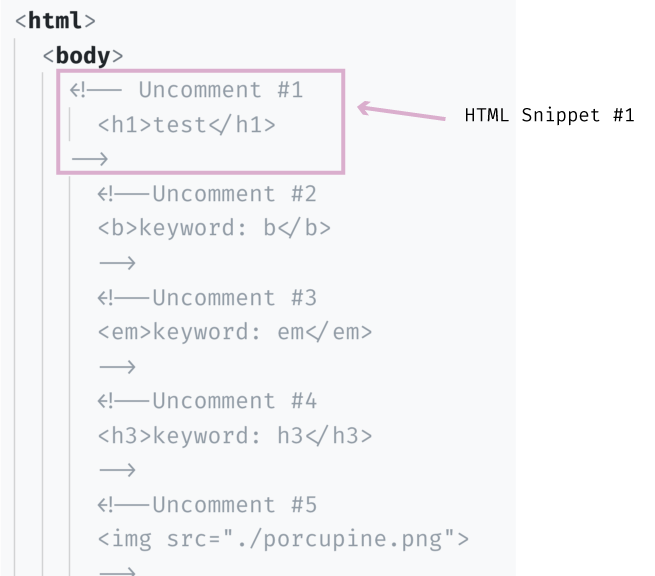 <html>
<body>
<!-- Uncomment #1
<h1>test</h1>
-->
HTML Snippet #1
<!--Uncomment #2
<b>keyword: b</b>
-->
<!--Uncomment #3
<em>keyword: em</em>
-->
<!--Uncomment #4
<h3>keyword: h3</h3>
-->
<!--Uncomment #5
<img src="./porcupine.png">
-->